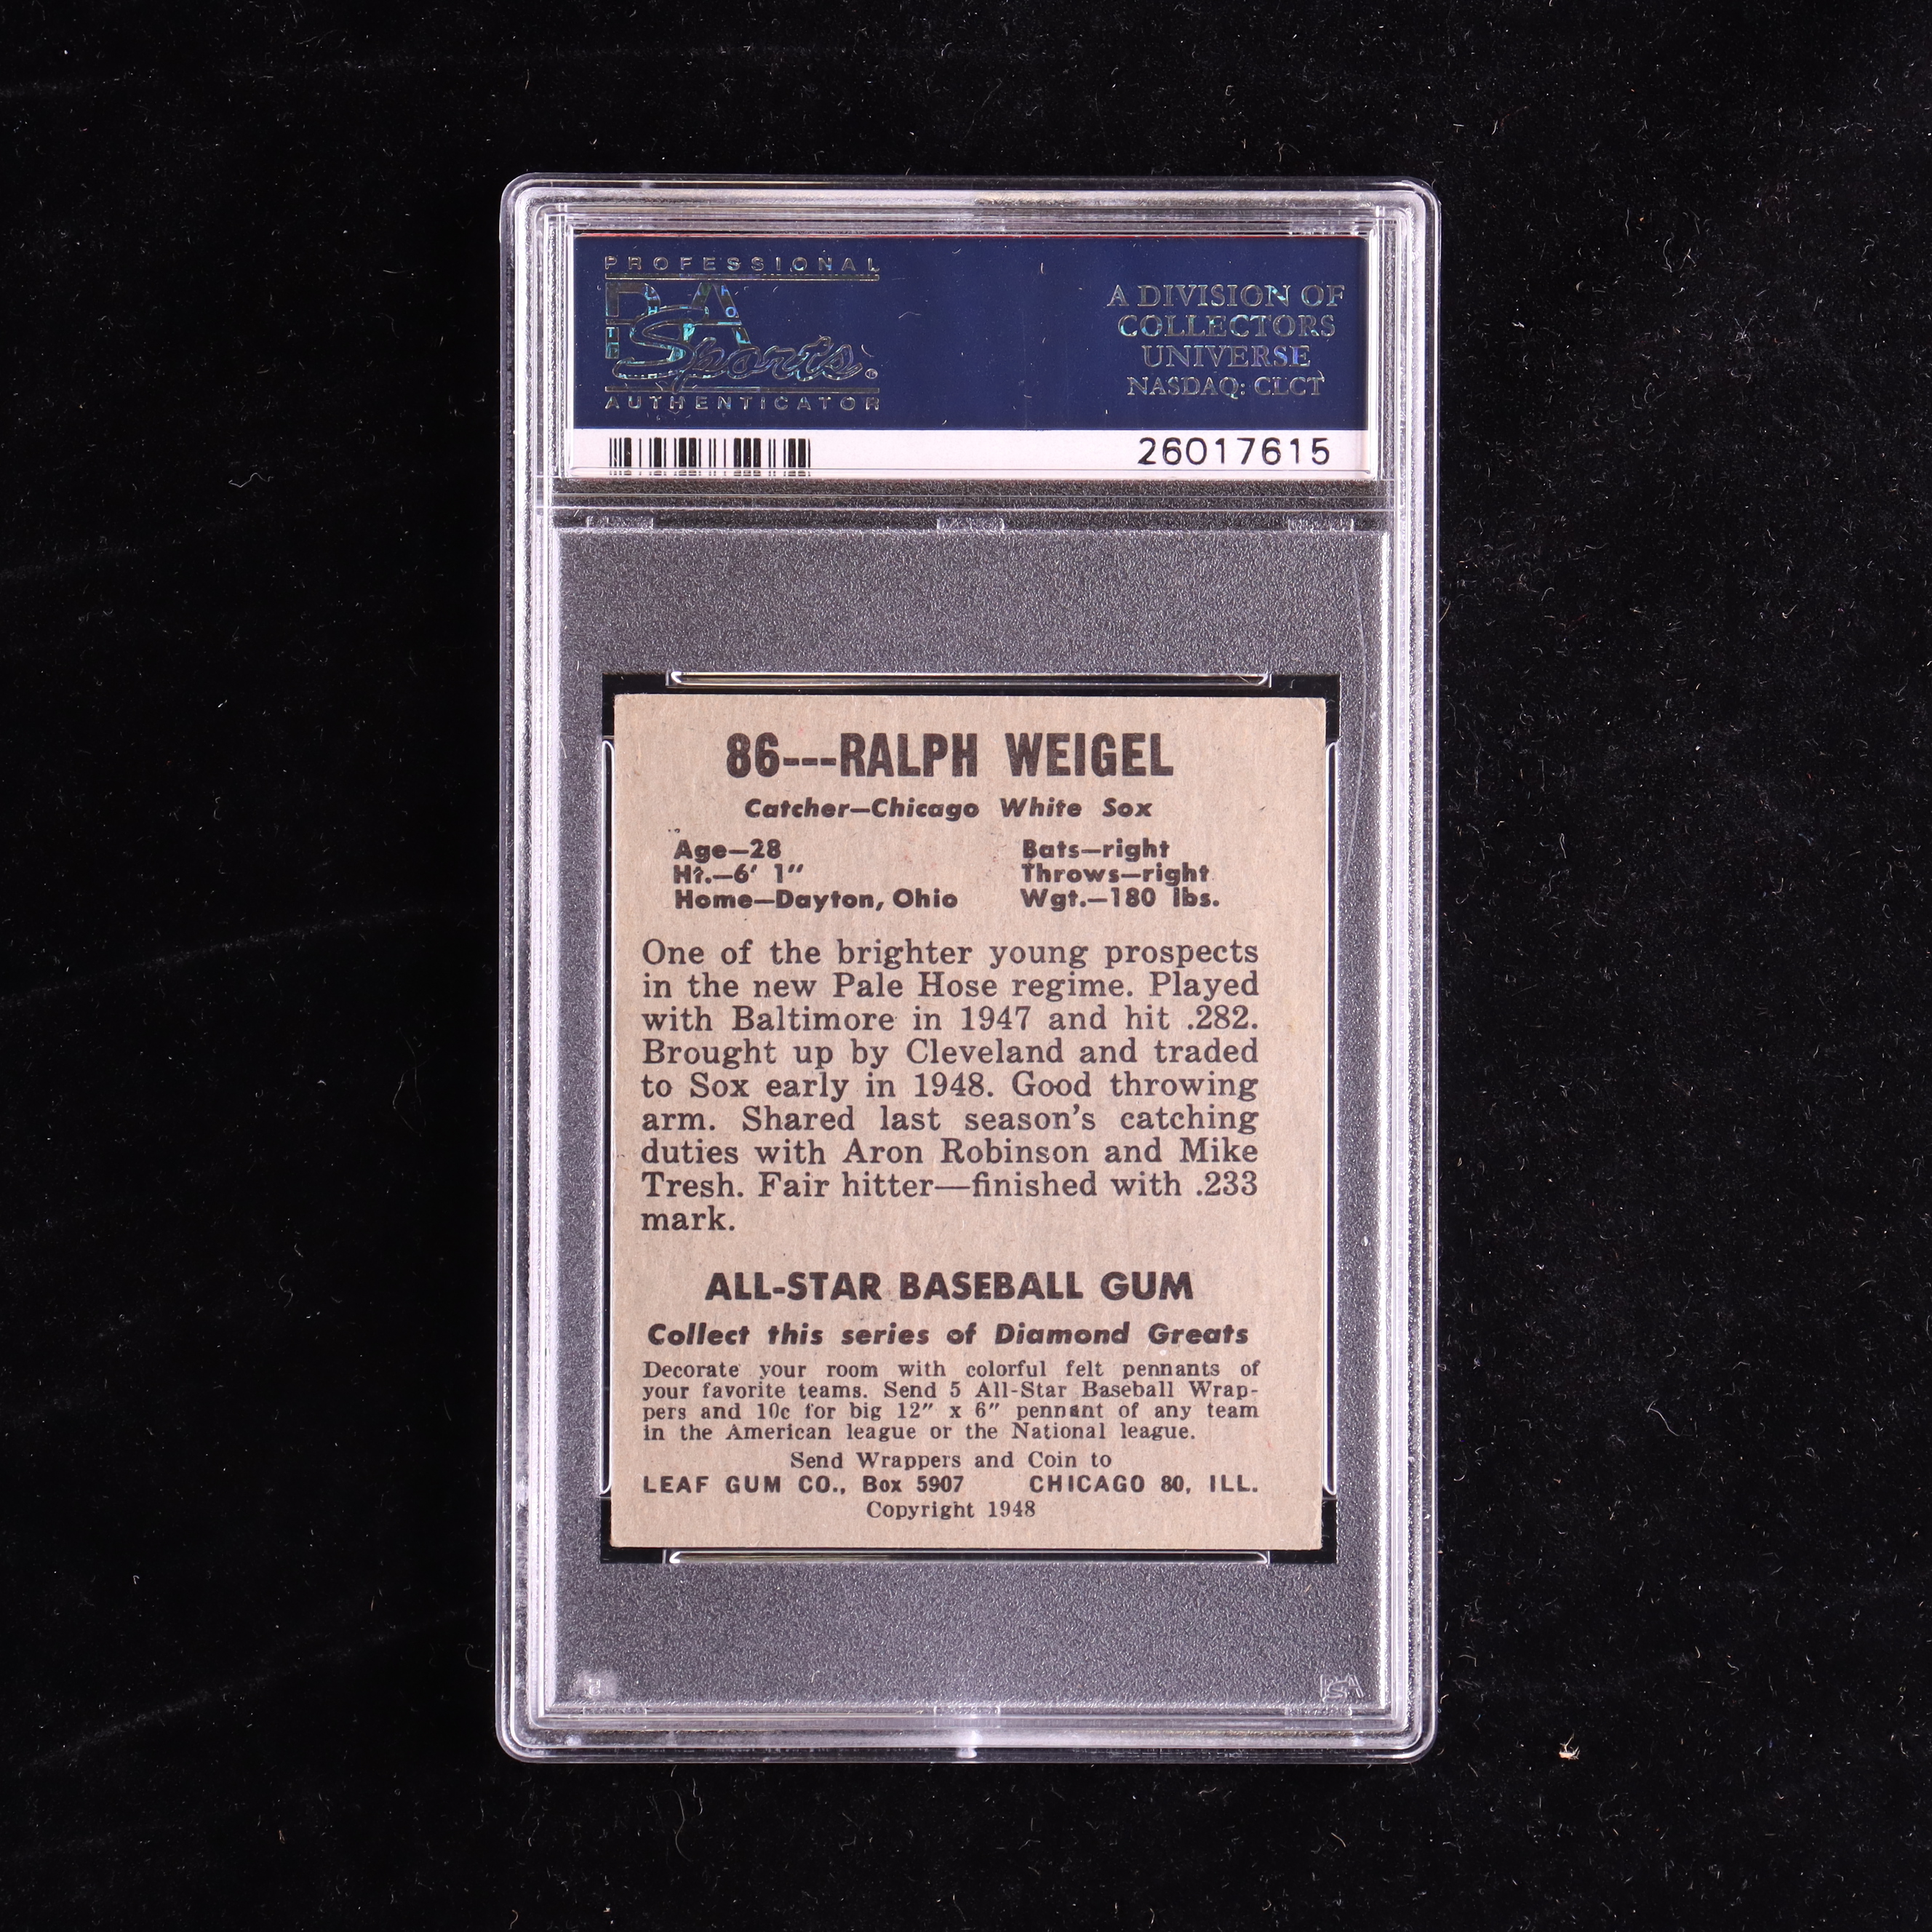 PROFESSIONAL
PSA
Sports
AUTHENTICATOR
A DIVISION OF
COLLECTORS
UNIVERSE
NASDAQ: CLCT
26017615
86---RALPH WEIGEL
Catcher—Chicago White Sox
Age—28 Bats—right
Ht.—6' 1" Throws—right
Home—Dayton, Ohio Wgt.—180 lbs.
One of the brighter young prospects
in the new Pale Hose regime. Played
with Baltimore in 1947 and hit .282.
Brought up by Cleveland and traded
to Sox early in 1948. Good throwing
arm. Shared last season's catching
duties with Aron Robinson and Mike
Tresh. Fair hitter—finished with .233
mark.
ALL-STAR BASEBALL GUM
Collect this series of Diamond Greats
Decorate your room with colorful felt pennants of
your favorite teams. Send 5 All-Star Baseball Wrap-
pers and 10c for big 12" x 6" pennant of any team
in the American league or the National league.
Send Wrappers and Coin to
LEAF GUM CO., Box 5907 CHICAGO 80, ILL.
Copyright 1948
PSA